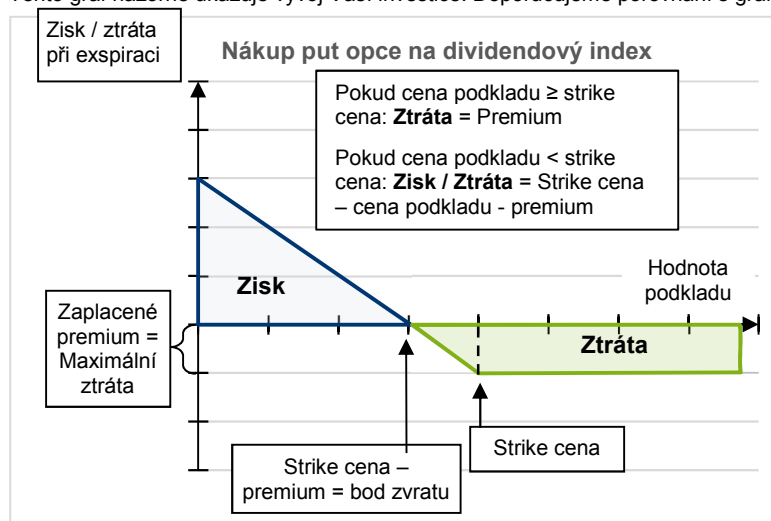 Zisk / ztráta
při exspiraci
Nákup put opce na dividendový index
Pokud cena podkladu ≥ strike
cena: Ztráta = Premium
Pokud cena podkladu < strike
cena: Zisk / Ztráta = Strike cena
– cena podkladu - premium
Zisk
Hodnota
podkladu
Zaplacené
premium =
Maximální
ztráta
Ztráta
Strike cena –
premium = bod zvratu
Strike cena